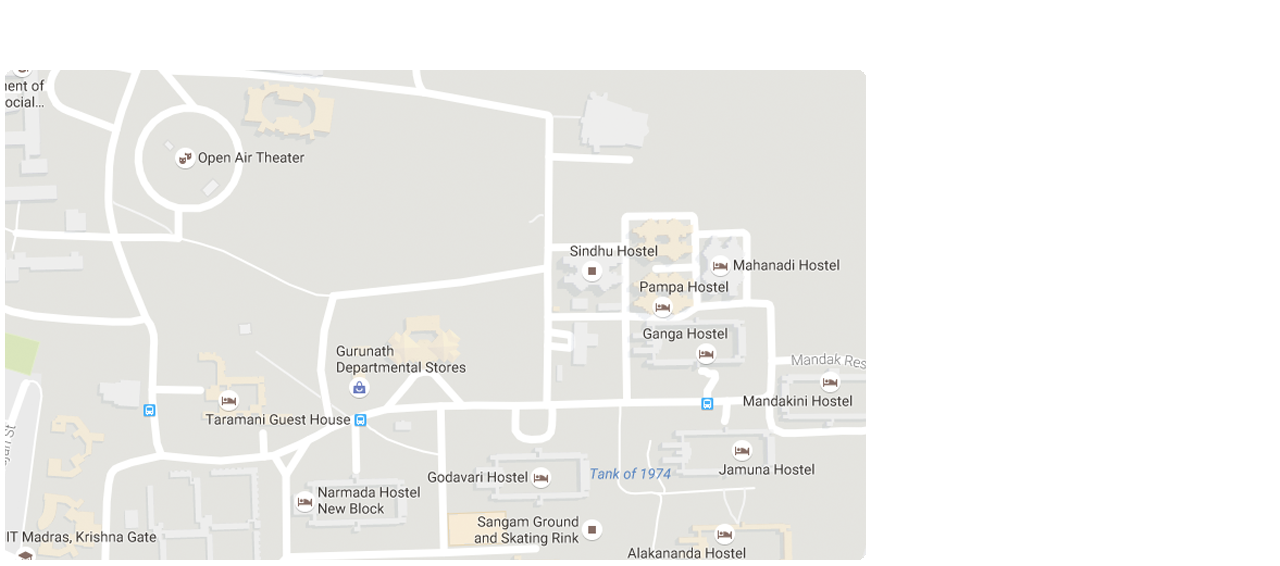 ment of
ocial...
Open Air Theater
Sindhu Hostel
Mahanadi Hostel
Pampa Hostel
Ganga Hostel
Gurunath
Departmental Stores
Mandak Res
Mandakini Hostel
Taramani Guest House
Jamuna Hostel
Godavari Hostel
Tank of 1974
Narmada Hostel
New Block
Sangam Ground
and Skating Rink
IT Madras, Krishna Gate
Alakananda Hostel